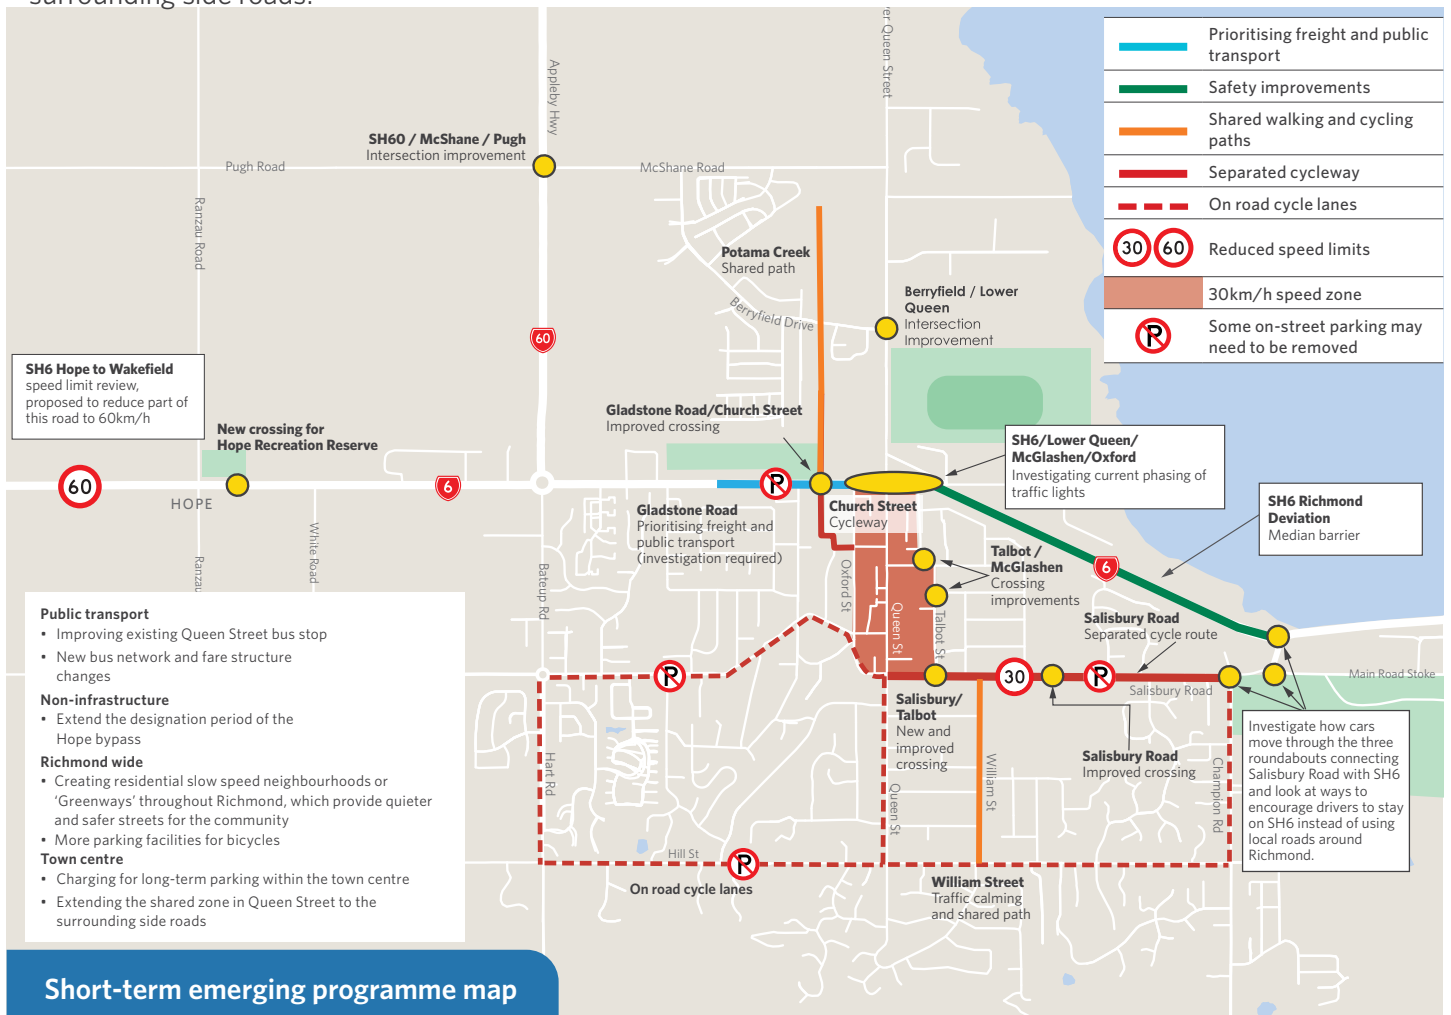 surrounding side roads.
Prioritising freight and public
transport
Safety improvements
Shared walking and cycling
paths
Separated cycleway
On road cycle lanes
30 60 Reduced speed limits
30km/h speed zone
P Some on-street parking may
need to be removed
Appleby Hwy
er Queen Street
SH60 / McShane / Pugh
Intersection improvement
Pugh Road
McShane Road
Ranzau Road
Potama Creek
Shared path
Berryfield Drive
Berryfield / Lower
Queen
Intersection
Improvement
60
SH6 Hope to Wakefield
speed limit review,
proposed to reduce part of
this road to 60km/h
New crossing for
Hope Recreation Reserve
Gladstone Road/Church Street
Improved crossing
SH6/Lower Queen/
McGlashen/Oxford
Investigating current phasing of
traffic lights
SH6 Richmond
Deviation
Median barrier
60
HOPE
6
P
Gladstone Road
Prioritising freight and
public transport
(investigation required)
Church Street
Cycleway
White Road
Ranzau
Bateup Rd
Oxford St
Queen St
Talbot St
Talbot /
McGlashen
Crossing
improvements
6
Salisbury Road
Separated cycle route
Main Road Stoke
P
30
P
Salisbury Road
Salisbury/
Talbot
New and
improved
crossing
Salisbury Road
Improved crossing
Investigate how cars
move through the three
roundabouts connecting
Salisbury Road with SH6
and look at ways to
encourage drivers to stay
on SH6 instead of using
local roads around
Richmond.
Hart Rd
Queen St
William St
Champion Rd
Hill St
P
On road cycle lanes
William Street
Traffic calming
and shared path
Public transport
• Improving existing Queen Street bus stop
• New bus network and fare structure
changes
Non-infrastructure
• Extend the designation period of the
Hope bypass
Richmond wide
• Creating residential slow speed neighbourhoods or
‘Greenways’ throughout Richmond, which provide quieter
and safer streets for the community
• More parking facilities for bicycles
Town centre
• Charging for long-term parking within the town centre
• Extending the shared zone in Queen Street to the
surrounding side roads
Short-term emerging programme map